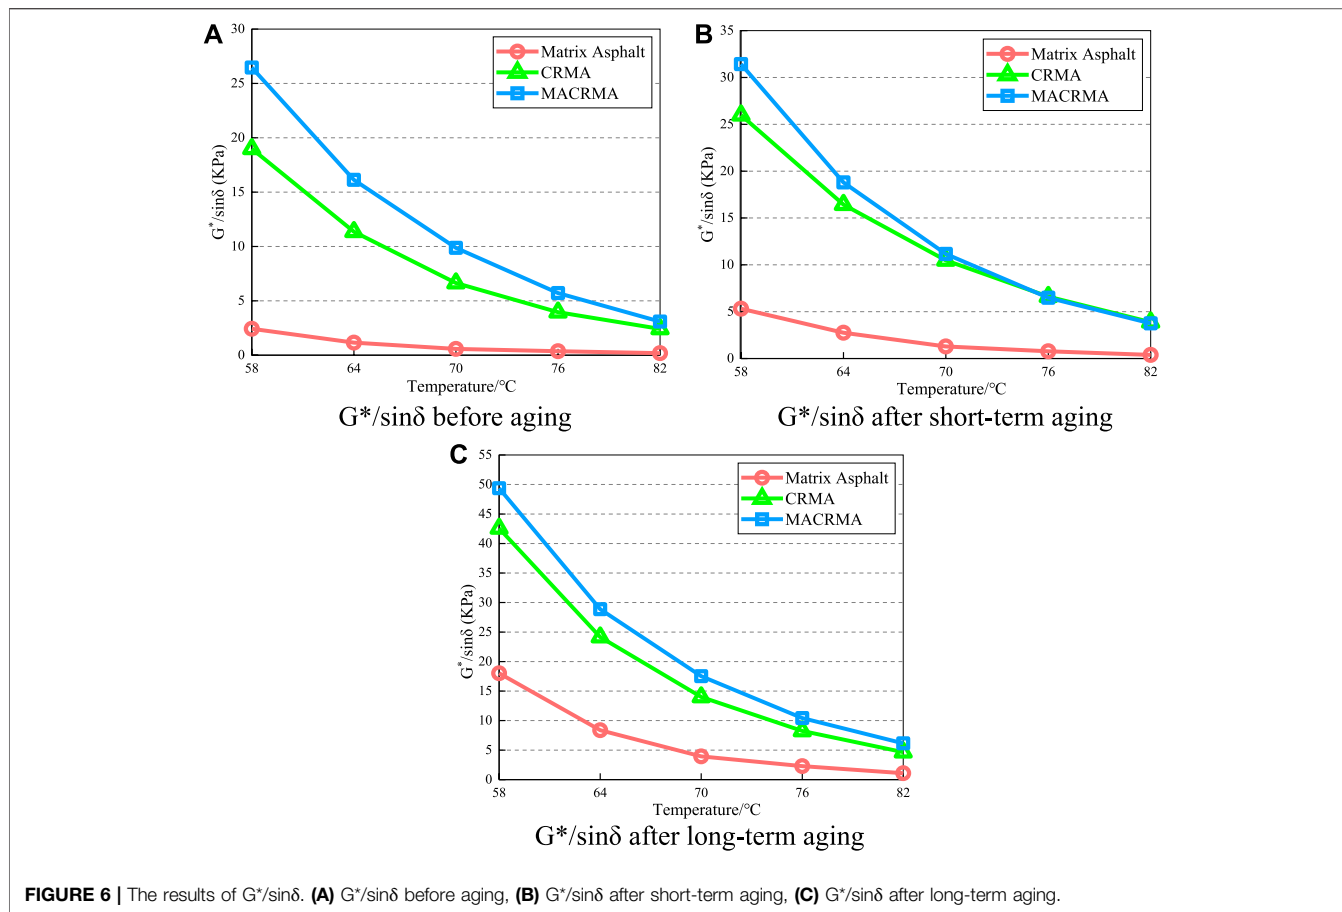 A
30
25
20
15
10
5
0
G*/sinδ (KPa)
Matrix Asphalt
CRMA
MACRMA
58 64 70 76 82
Temperature/°C
G*/sinδ before aging
B
35
30
25
20
15
10
5
0
G*/sinδ (KPa)
Matrix Asphalt
CRMA
MACRMA
58 64 70 76 82
Temperature/°C
G*/sinδ after short-term aging
C
55
50
45
40
35
30
25
20
15
10
5
0
G*/sinδ (KPa)
Matrix Asphalt
CRMA
MACRMA
58 64 70 76 82
Temperature/°C
G*/sinδ after long-term aging
FIGURE 6 | The results of G*/sinδ. (A) G*/sinδ before aging, (B) G*/sinδ after short-term aging, (C) G*/sinδ after long-term aging.